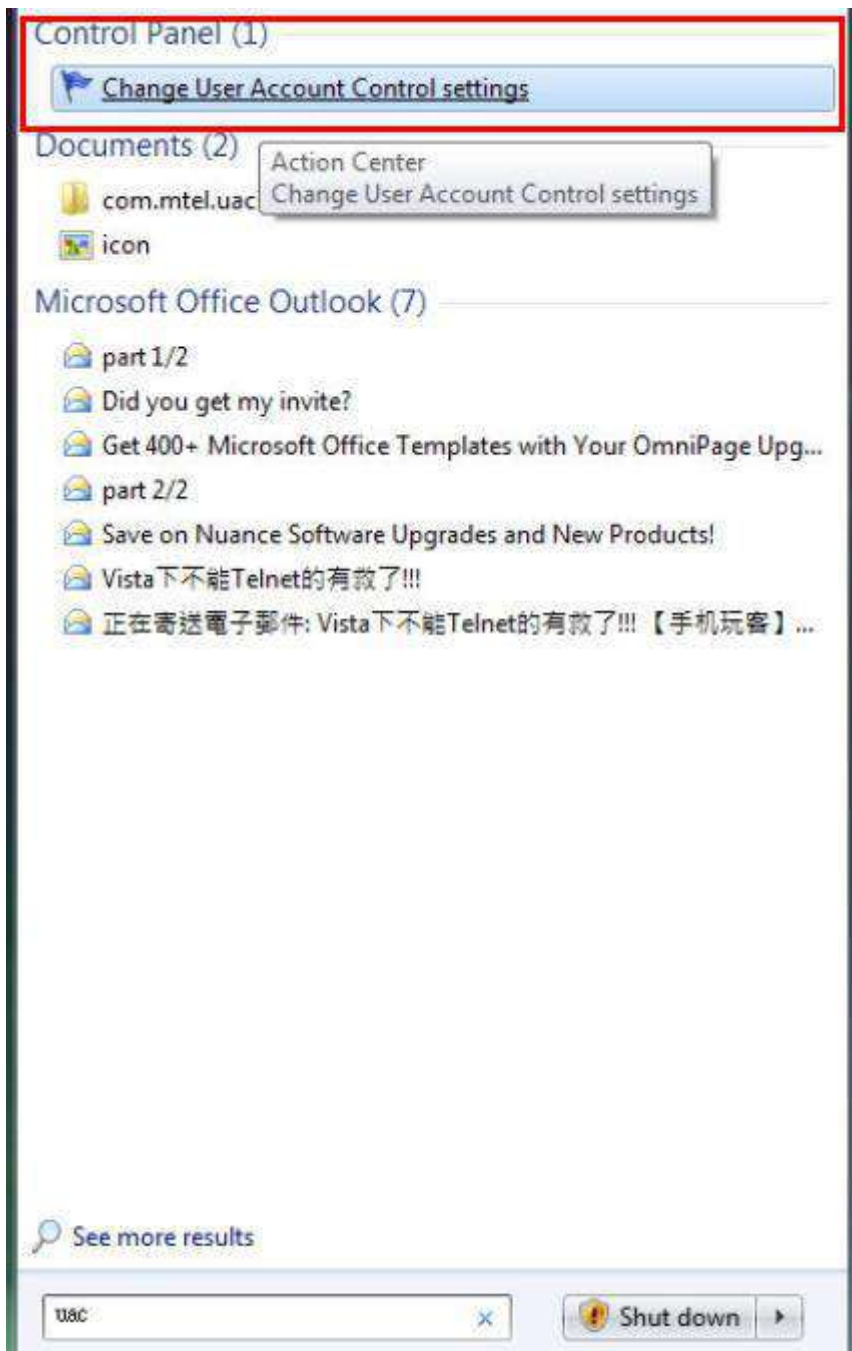 Control Panel (1)
Change User Account Control settings
Documents (2)
Action Center
Change User Account Control settings
com.mtel.uac
icon
Microsoft Office Outlook (7)
part 1/2
Did you get my invite?
Get 400+ Microsoft Office Templates with Your OmniPage Upg...
part 2/2
Save on Nuance Software Upgrades and New Products!
Vista下不能Telnet的有救了!!!
正在寄送電子郵件: Vista下不能Telnet的有救了!!!【手机玩客】...
See more results
uac
Shut down